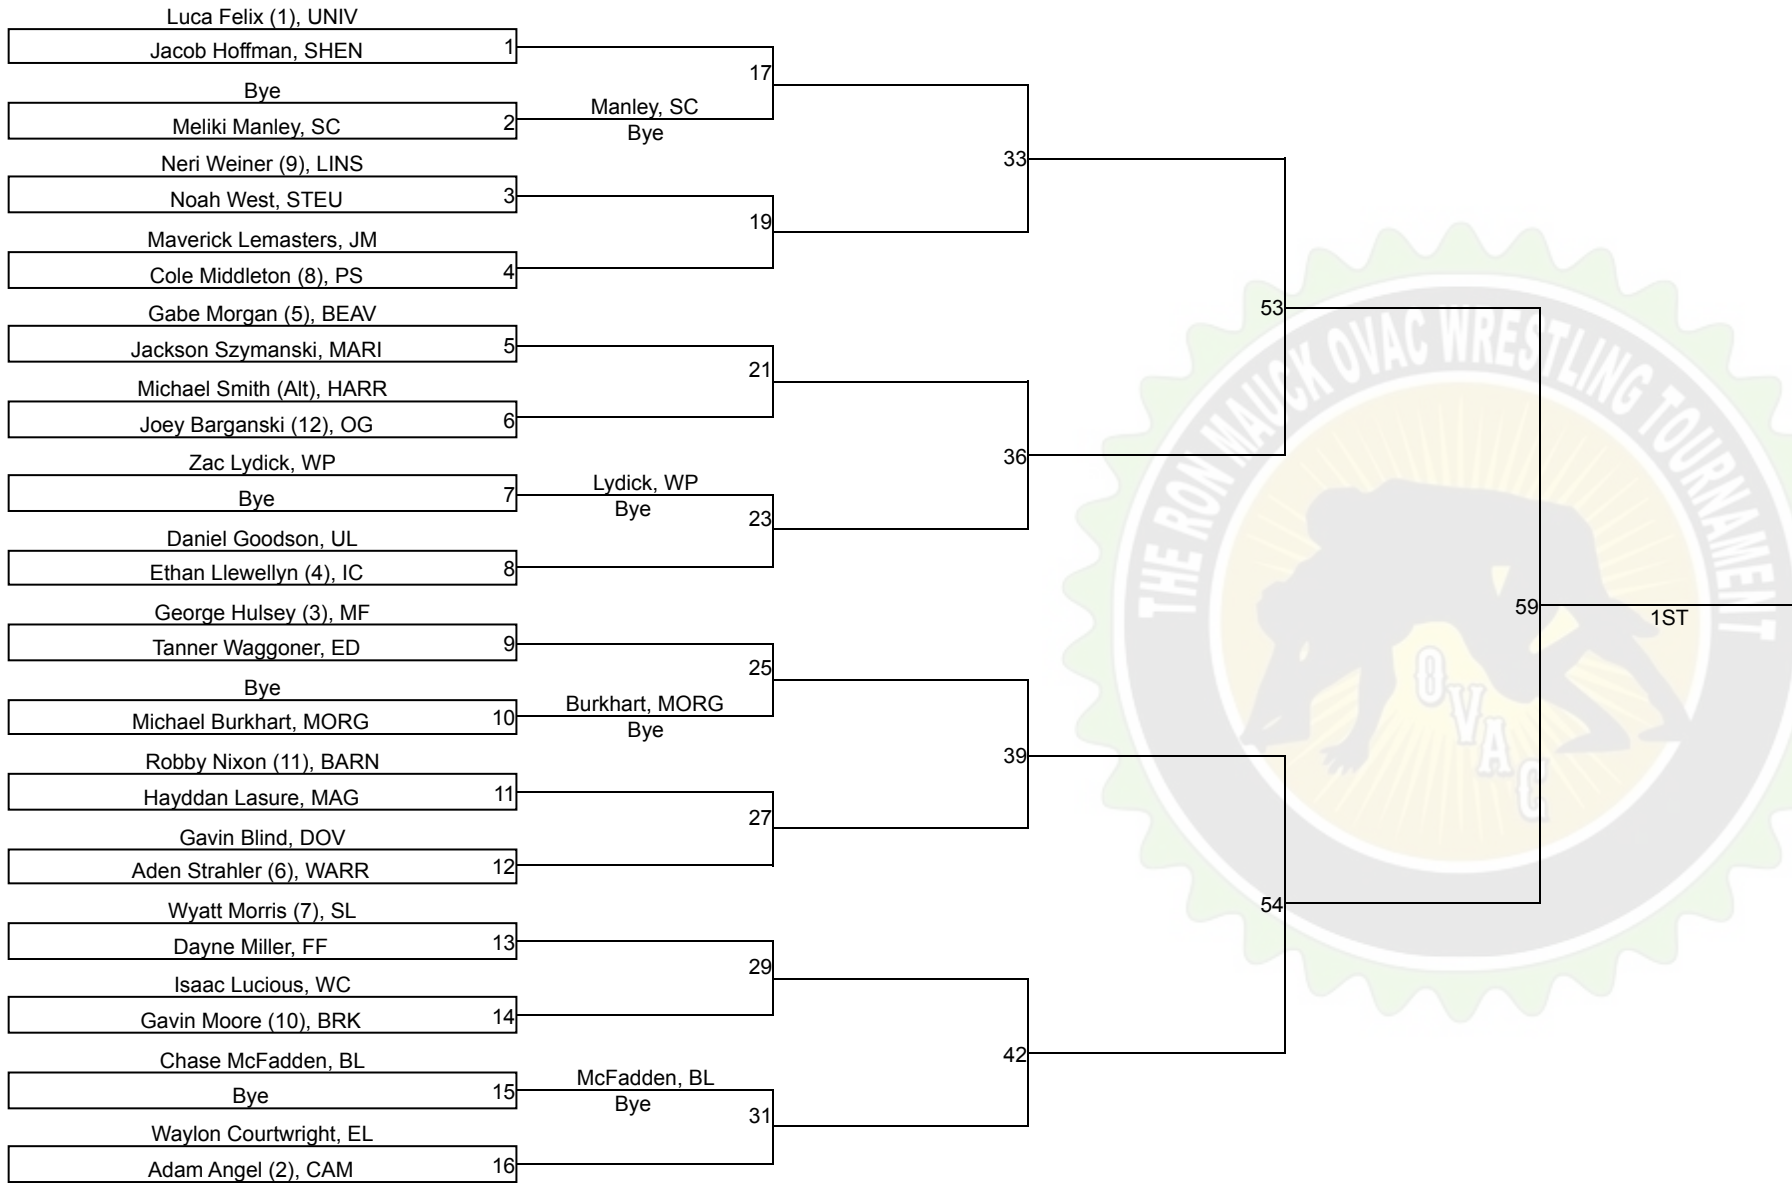 Luca Felix (1), UNIV
Jacob Hoffman, SHEN
1
Bye
Meliki Manley, SC
2
Neri Weiner (9), LINS
Noah West, STEU
3
Maverick Lemasters, JM
Cole Middleton (8), PS
4
Gabe Morgan (5), BEAV
Jackson Szymanski, MARI
5
Michael Smith (Alt), HARR
Joey Barganski (12), OG
6
Zac Lydick, WP
Bye
7
Daniel Goodson, UL
Ethan Llewellyn (4), IC
8
George Hulsey (3), MF
Tanner Waggoner, ED
9
Bye
Michael Burkhart, MORG
10
Robby Nixon (11), BARN
Hayddan Lasure, MAG
11
Gavin Blind, DOV
Aden Strahler (6), WARR
12
Wyatt Morris (7), SL
Dayne Miller, FF
13
Isaac Lucious, WC
Gavin Moore (10), BRK
14
Chase McFadden, BL
Bye
15
Waylon Courtwright, EL
Adam Angel (2), CAM
16
17
Manley, SC
Bye
19
21
Lydick, WP
Bye
23
25
Burkhart, MORG
Bye
27
29
McFadden, BL
Bye
31
33
36
39
42
53
54
59
1ST
THE RON MAUCK OVAC WRESTLING TOURNAMENT
OVAC